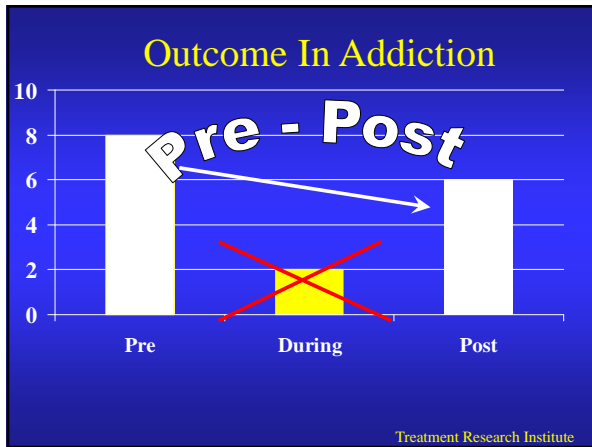 Outcome In Addiction
10
Pre - Post
8
6
4
2
0
Pre During Post
Treatment Research Institute